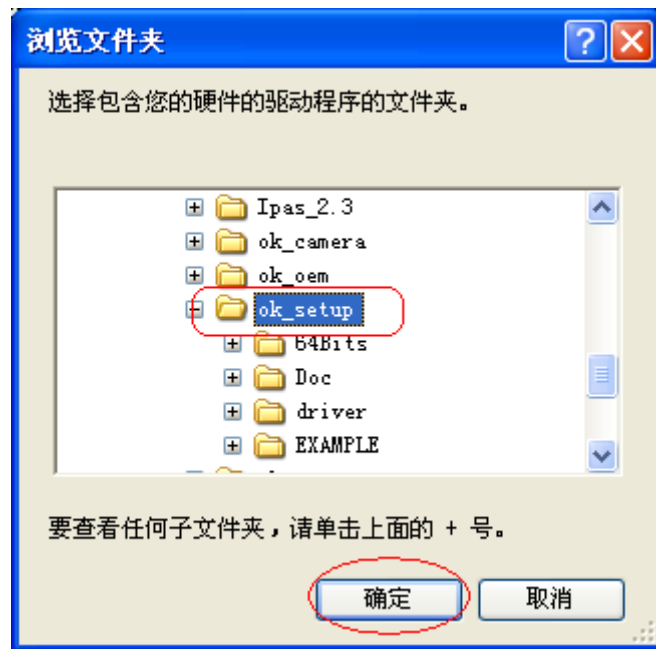 浏览文件夹
选择包含您的硬件的驱动程序的文件夹。
Ipas_2.3
ok_camera
ok_oem
ok_setup
64Bits
Doc
driver
EXAMPLE
要查看任何子文件夹，请单击上面的 + 号。
确定 取消